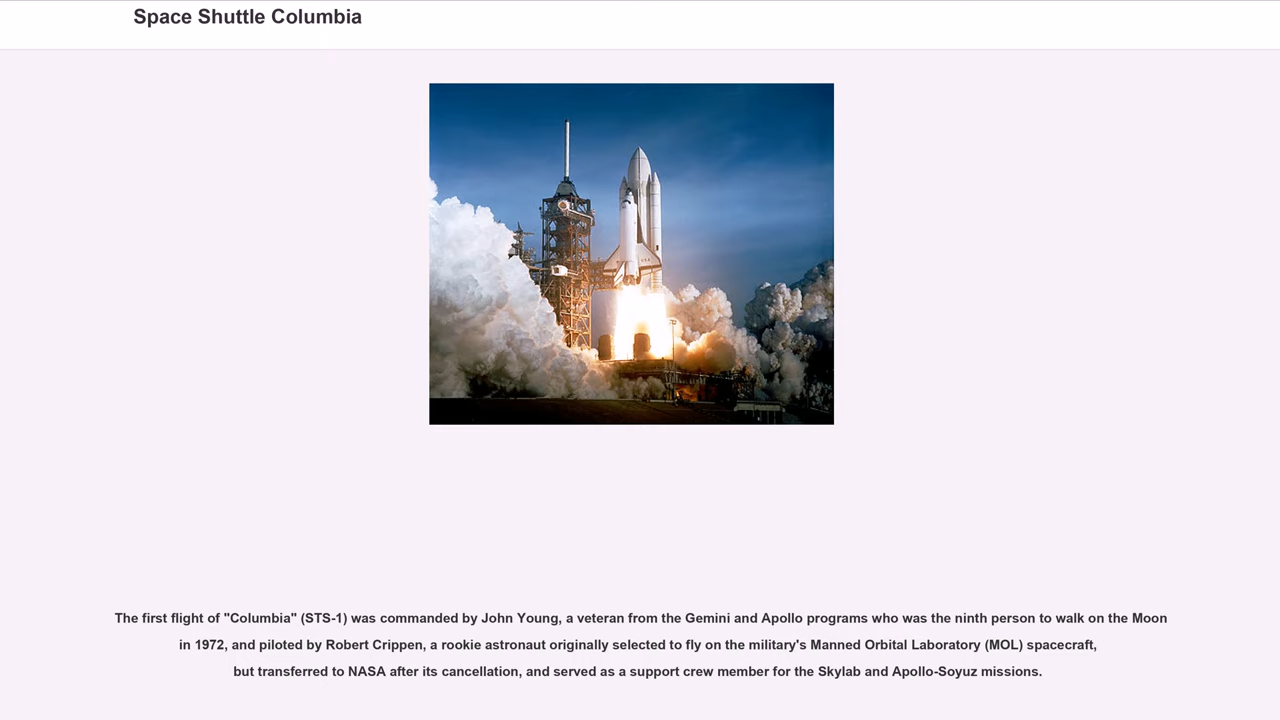 Space Shuttle Columbia
The first flight of "Columbia" (STS-1) was commanded by John Young, a veteran from the Gemini and Apollo programs who was the ninth person to walk on the Moon
in 1972, and piloted by Robert Crippen, a rookie astronaut originally selected to fly on the military's Manned Orbital Laboratory (MOL) spacecraft,
but transferred to NASA after its cancellation, and served as a support crew member for the Skylab and Apollo-Soyuz missions.